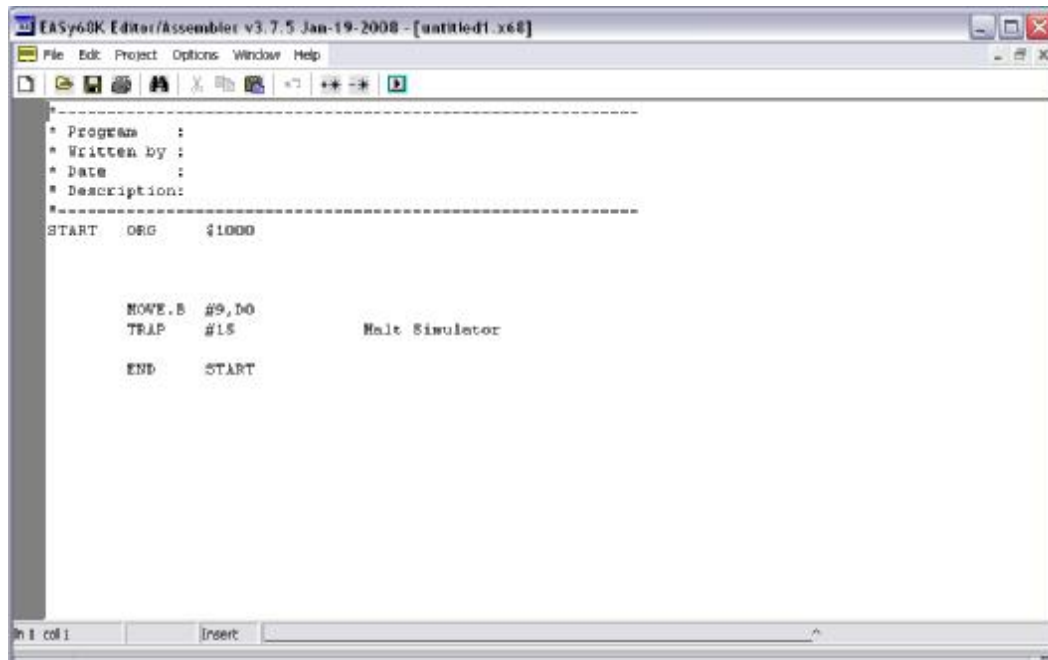 EASy68K Editor/Assembler v3.7.5 Jan-19-2008 - [untitled1.x68]
File Edit Project Options Window Help
*-----------------------------------------------------------
* Program    :
* Written by :
* Date       :
* Description:
*-----------------------------------------------------------
START   ORG     $1000
MOVE.B  #9,D0
TRAP    #15             Halt Simulator
END     START
ln 1 col 1 Insert